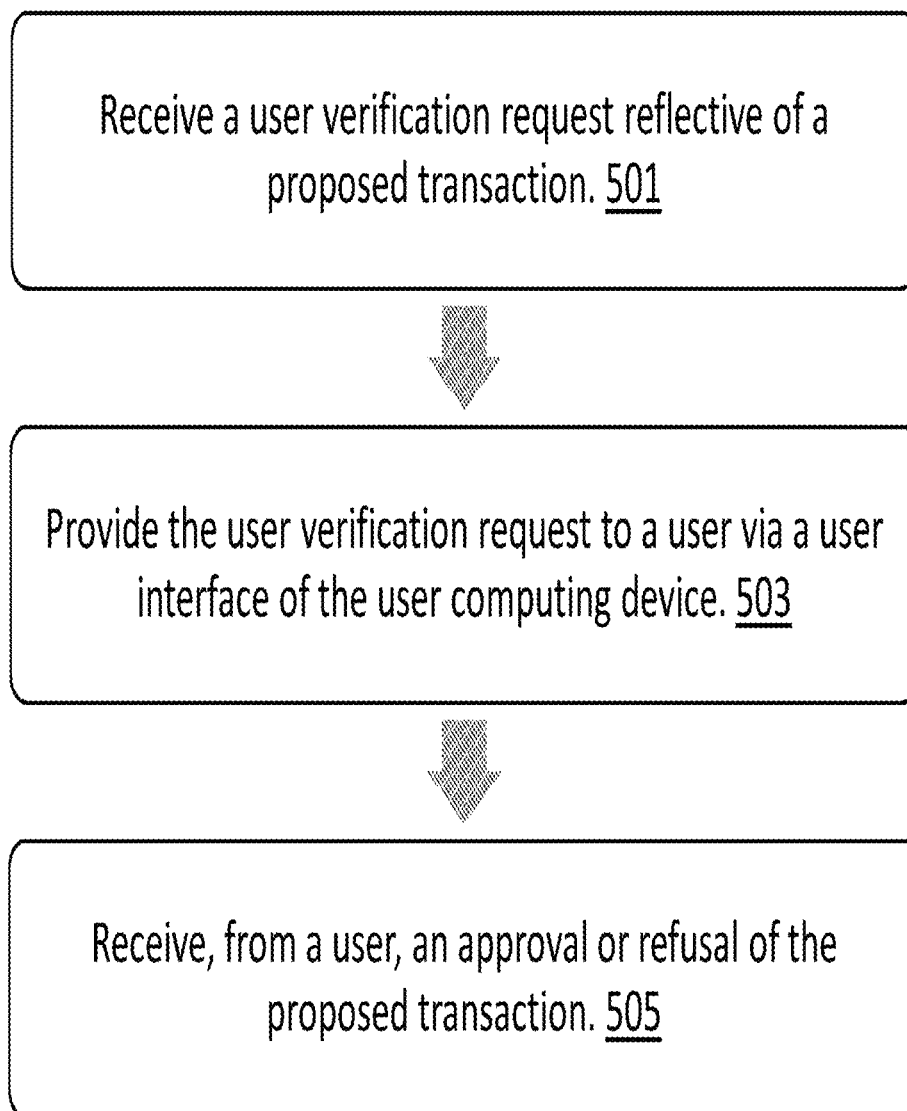 Receive a user verification request reflective of a
proposed transaction. 501
Provide the user verification request to a user via a user
interface of the user computing device. 503
Receive, from a user, an approval or refusal of the
proposed transaction. 505